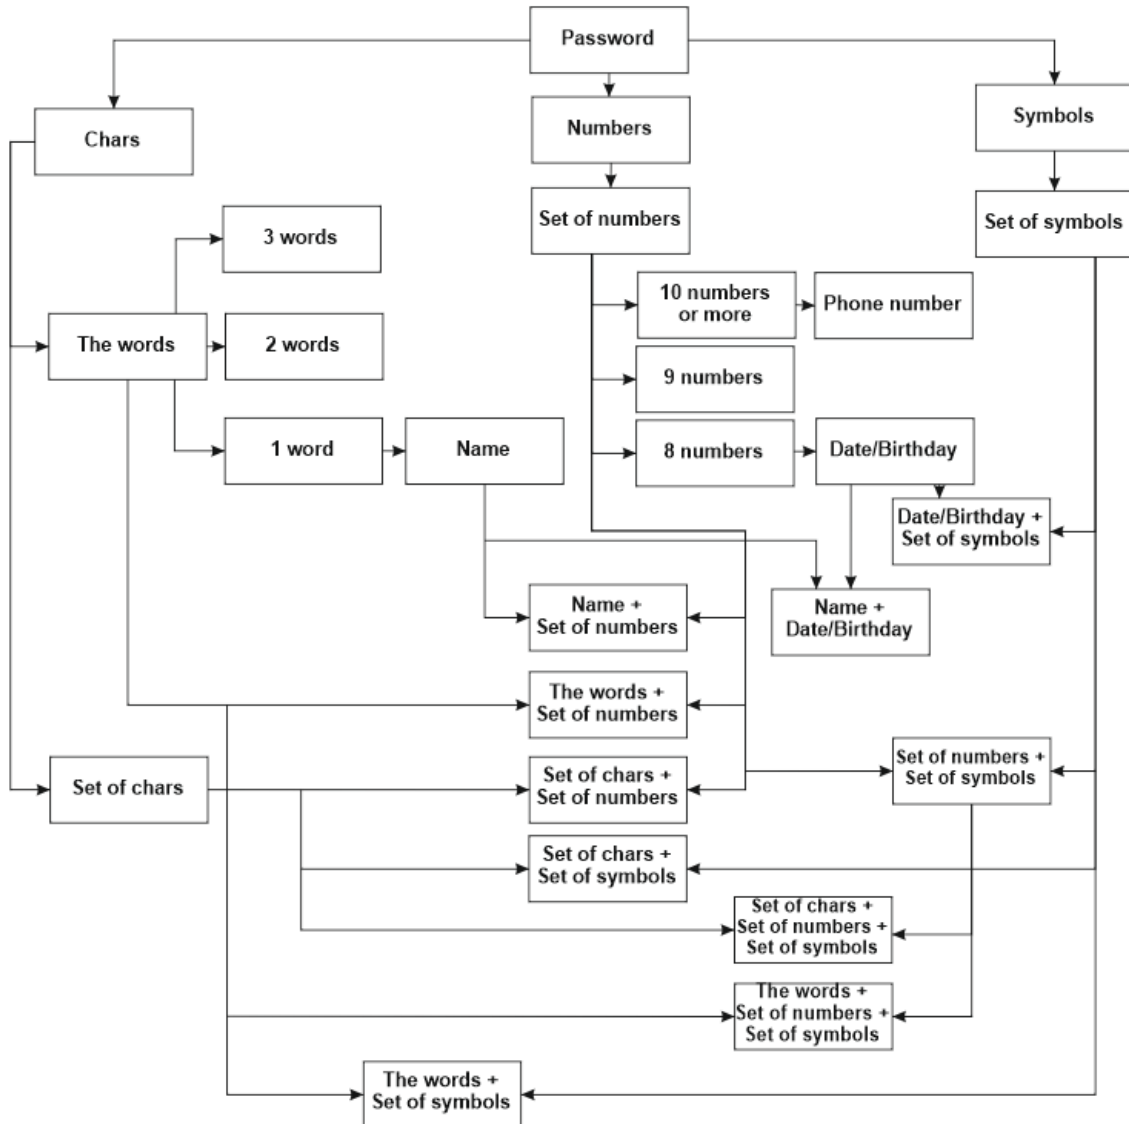 Password
Chars
Numbers
Symbols
Set of numbers
Set of symbols
3 words
10 numbers
or more
Phone number
The words
2 words
9 numbers
1 word
Name
8 numbers
Date/Birthday
Date/Birthday +
Set of symbols
Name +
Set of numbers
Name +
Date/Birthday
The words +
Set of numbers
Set of chars
Set of chars +
Set of numbers
Set of numbers +
Set of symbols
Set of chars +
Set of symbols
Set of chars +
Set of numbers +
Set of symbols
The words +
Set of numbers +
Set of symbols
The words +
Set of symbols